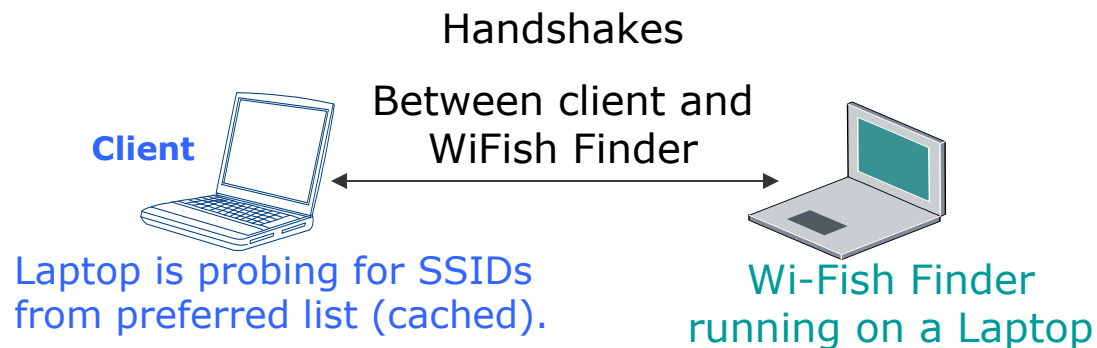 Handshakes
Between client and
WiFish Finder
Client
Laptop is probing for SSIDs
from preferred list (cached).
Wi-Fish Finder
running on a Laptop